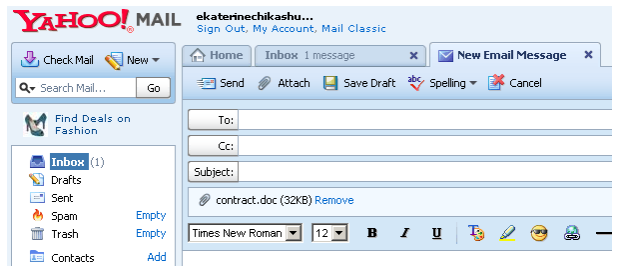 YAHOO! MAIL
ekaterinechikashu...
Sign Out, My Account, Mail Classic
Check Mail New
Home Inbox 1 message x New Email Message x
Search Mail... Go
Send Attach Save Draft abc Spelling Cancel
Find Deals on
Fashion
To:
Cc:
Subject:
Inbox (1)
Drafts
Sent
Spam Empty
Trash Empty
Contacts Add
contract.doc (32KB) Remove
Times New Roman 12 B I U T